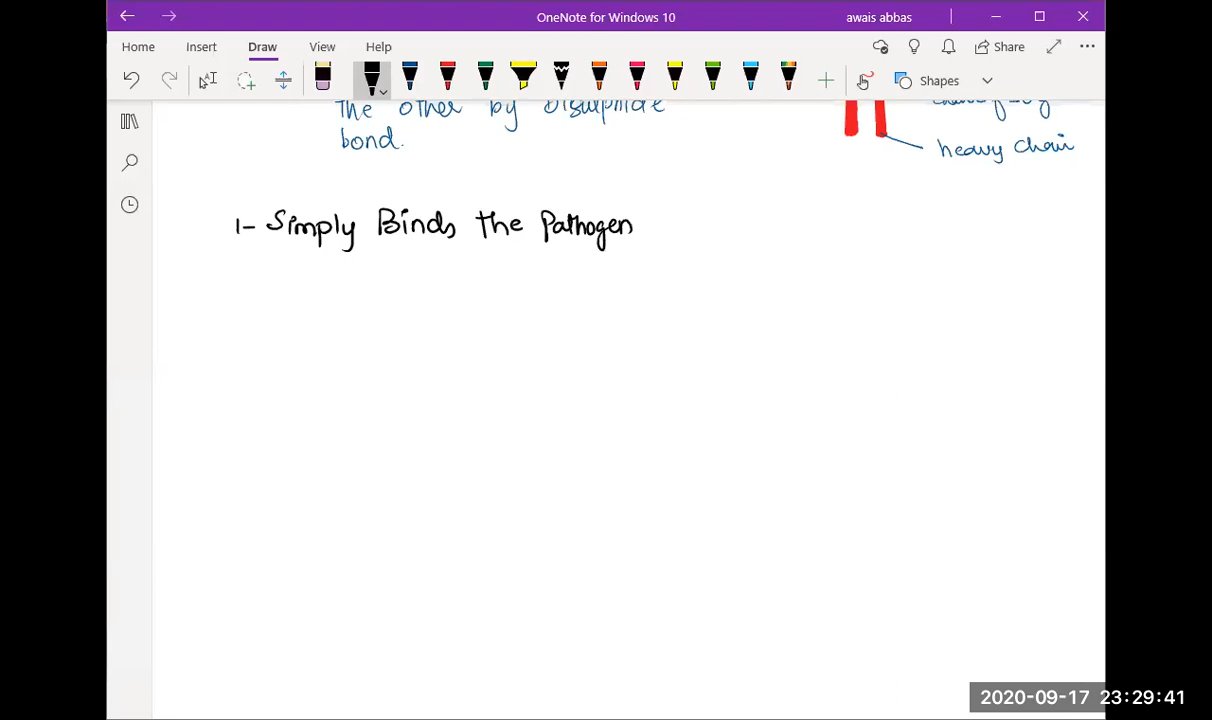 OneNote for Windows 10
awais abbas
Home Insert Draw View Help
Share
Shapes
the other by Disulphide
bond.
heavy chain
1- Simply Binds the Pathogen
2020-09-17 23:29:41